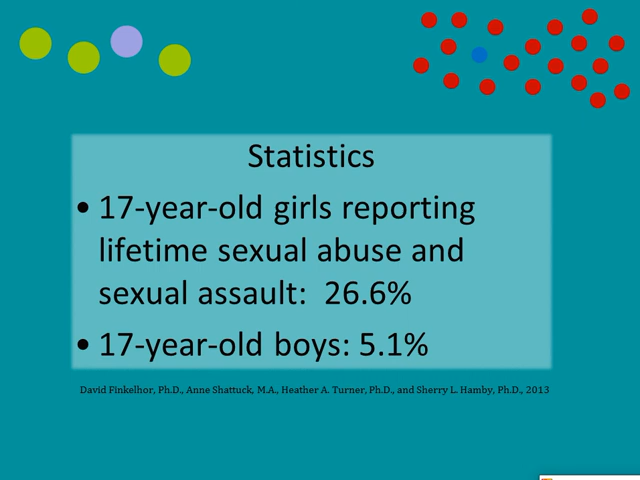 Statistics
• 17-year-old girls reporting
lifetime sexual abuse and
sexual assault:  26.6%
• 17-year-old boys: 5.1%
David Finkelhor, Ph.D., Anne Shattuck, M.A., Heather A. Turner, Ph.D., and Sherry L. Hamby, Ph.D., 2013